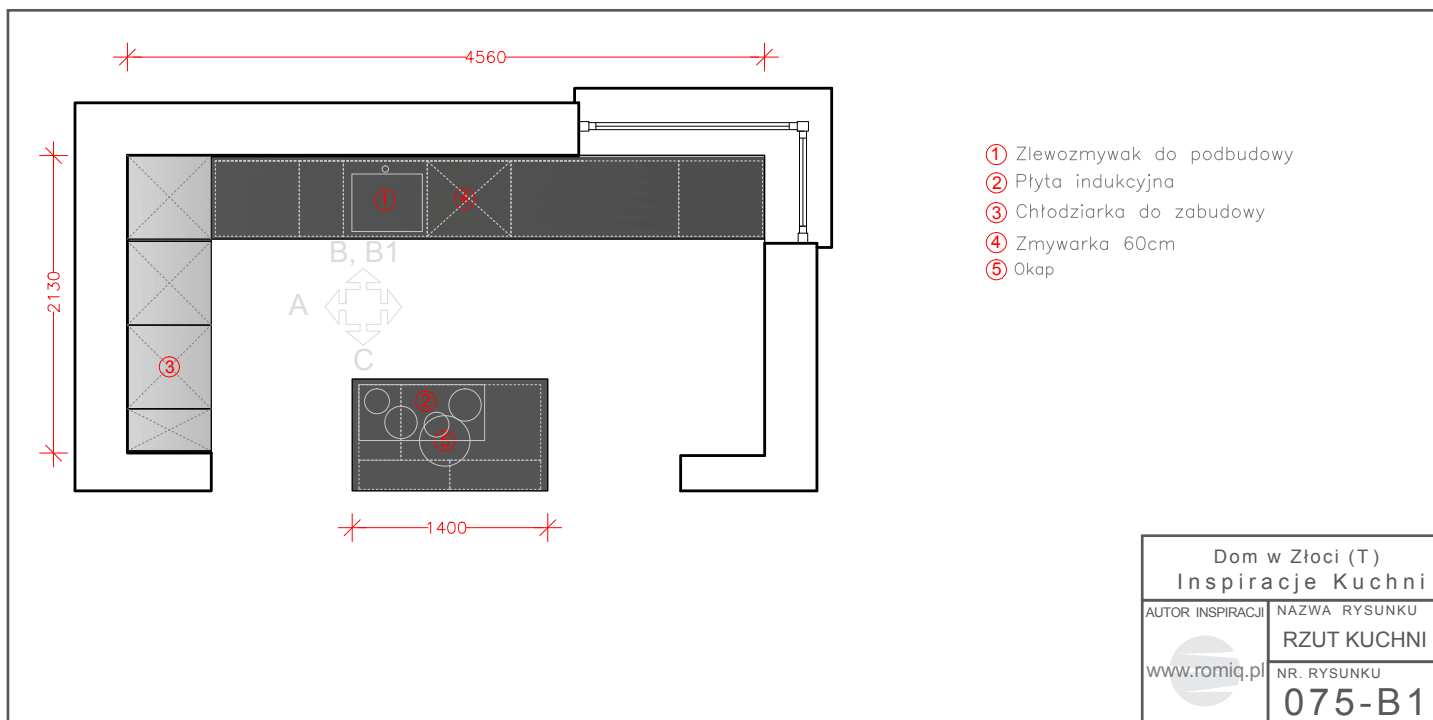 4560
① Zlewozmywak do podbudowy
② Płyta indukcyjna
③ Chłodziarka do zabudowy
④ Zmywarka 60cm
⑤ Okap
①
④
B, B1
A
C
2130
③
②
⑤
1400
Dom w Złoci (T)
Inspiracje Kuchni
AUTOR INSPIRACJI
www.romiq.pl
NAZWA RYSUNKU
RZUT KUCHNI
NR. RYSUNKU
075-B1